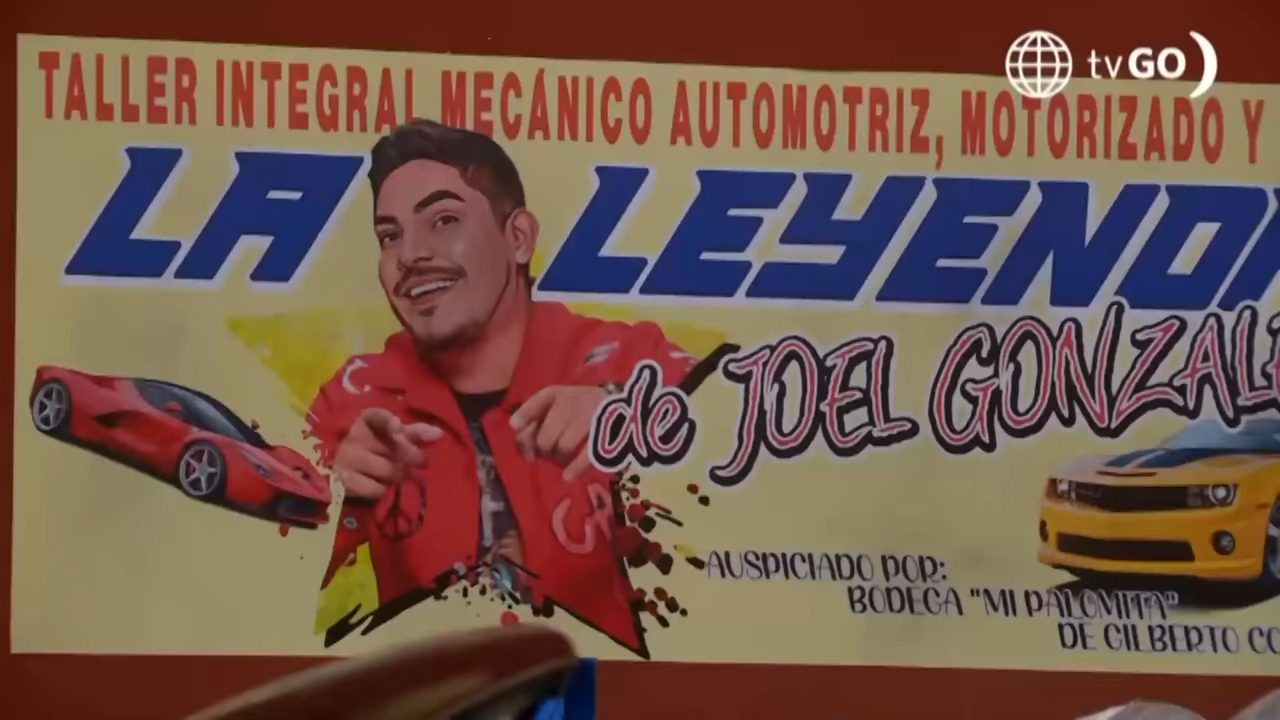 tvGO
TALLER INTEGRAL MECÁNICO AUTOMOTRIZ, MOTORIZADO Y
LA LEYEND
de JOEL GONZAL
AUSPICIADO POR:
BODEGA "MI PALOMITA"
DE GILBERTO CO